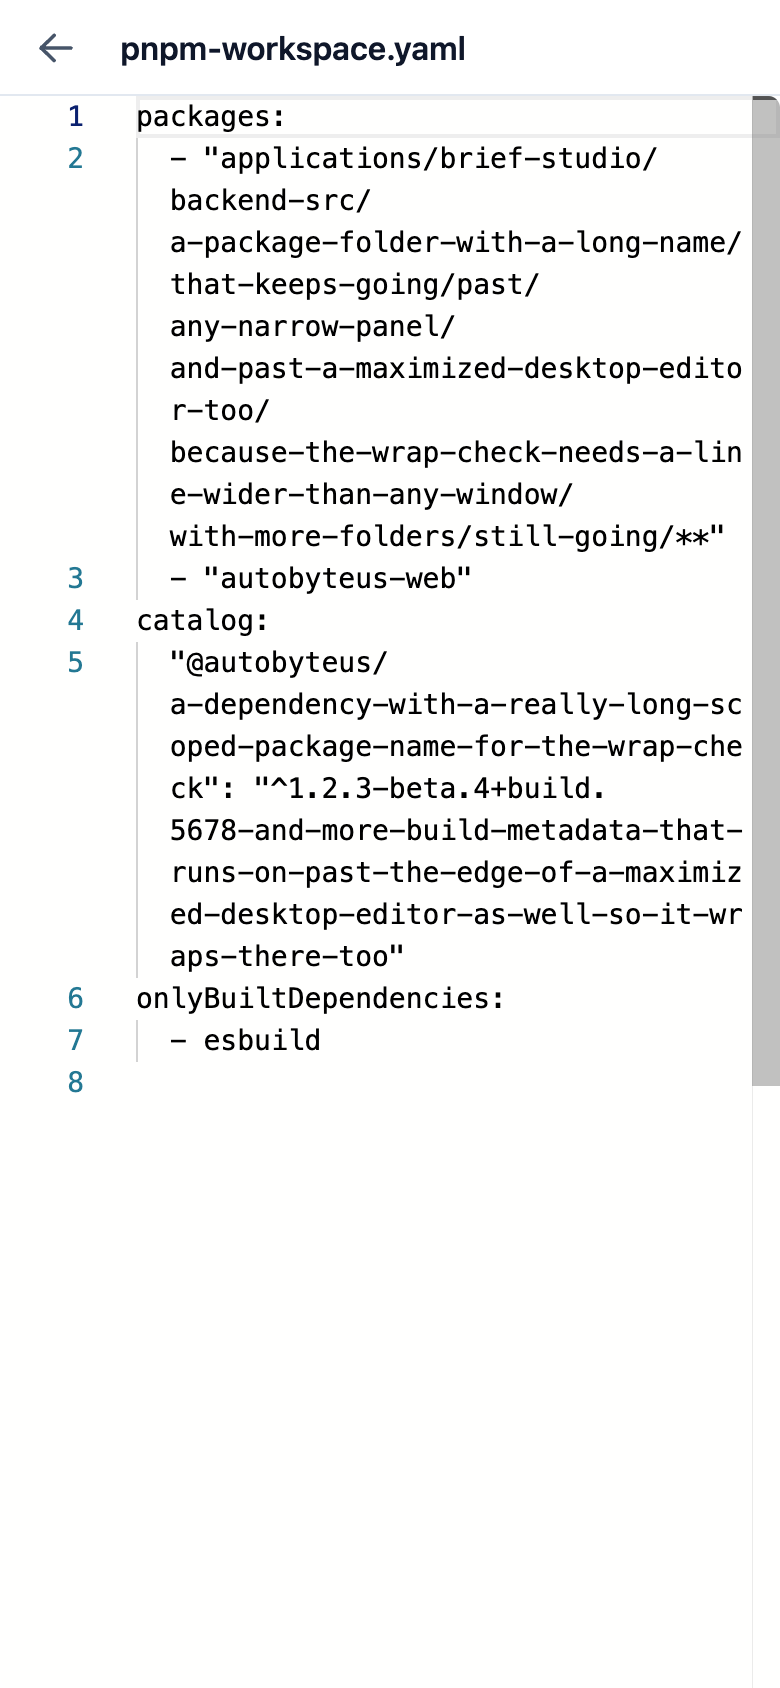 pnpm-workspace.yaml
1 packages:
2   - "applications/brief-studio/
backend-src/
a-package-folder-with-a-long-name/
that-keeps-going/past/
any-narrow-panel/
and-past-a-maximized-desktop-edito
r-too/
because-the-wrap-check-needs-a-lin
e-wider-than-any-window/
with-more-folders/still-going/**"
3   - "autobyteus-web"
4 catalog:
5   "@autobyteus/
a-dependency-with-a-really-long-sc
oped-package-name-for-the-wrap-che
ck": "^1.2.3-beta.4+build.
5678-and-more-build-metadata-that-
runs-on-past-the-edge-of-a-maximiz
ed-desktop-editor-as-well-so-it-wr
aps-there-too"
6 onlyBuiltDependencies:
7   - esbuild
8